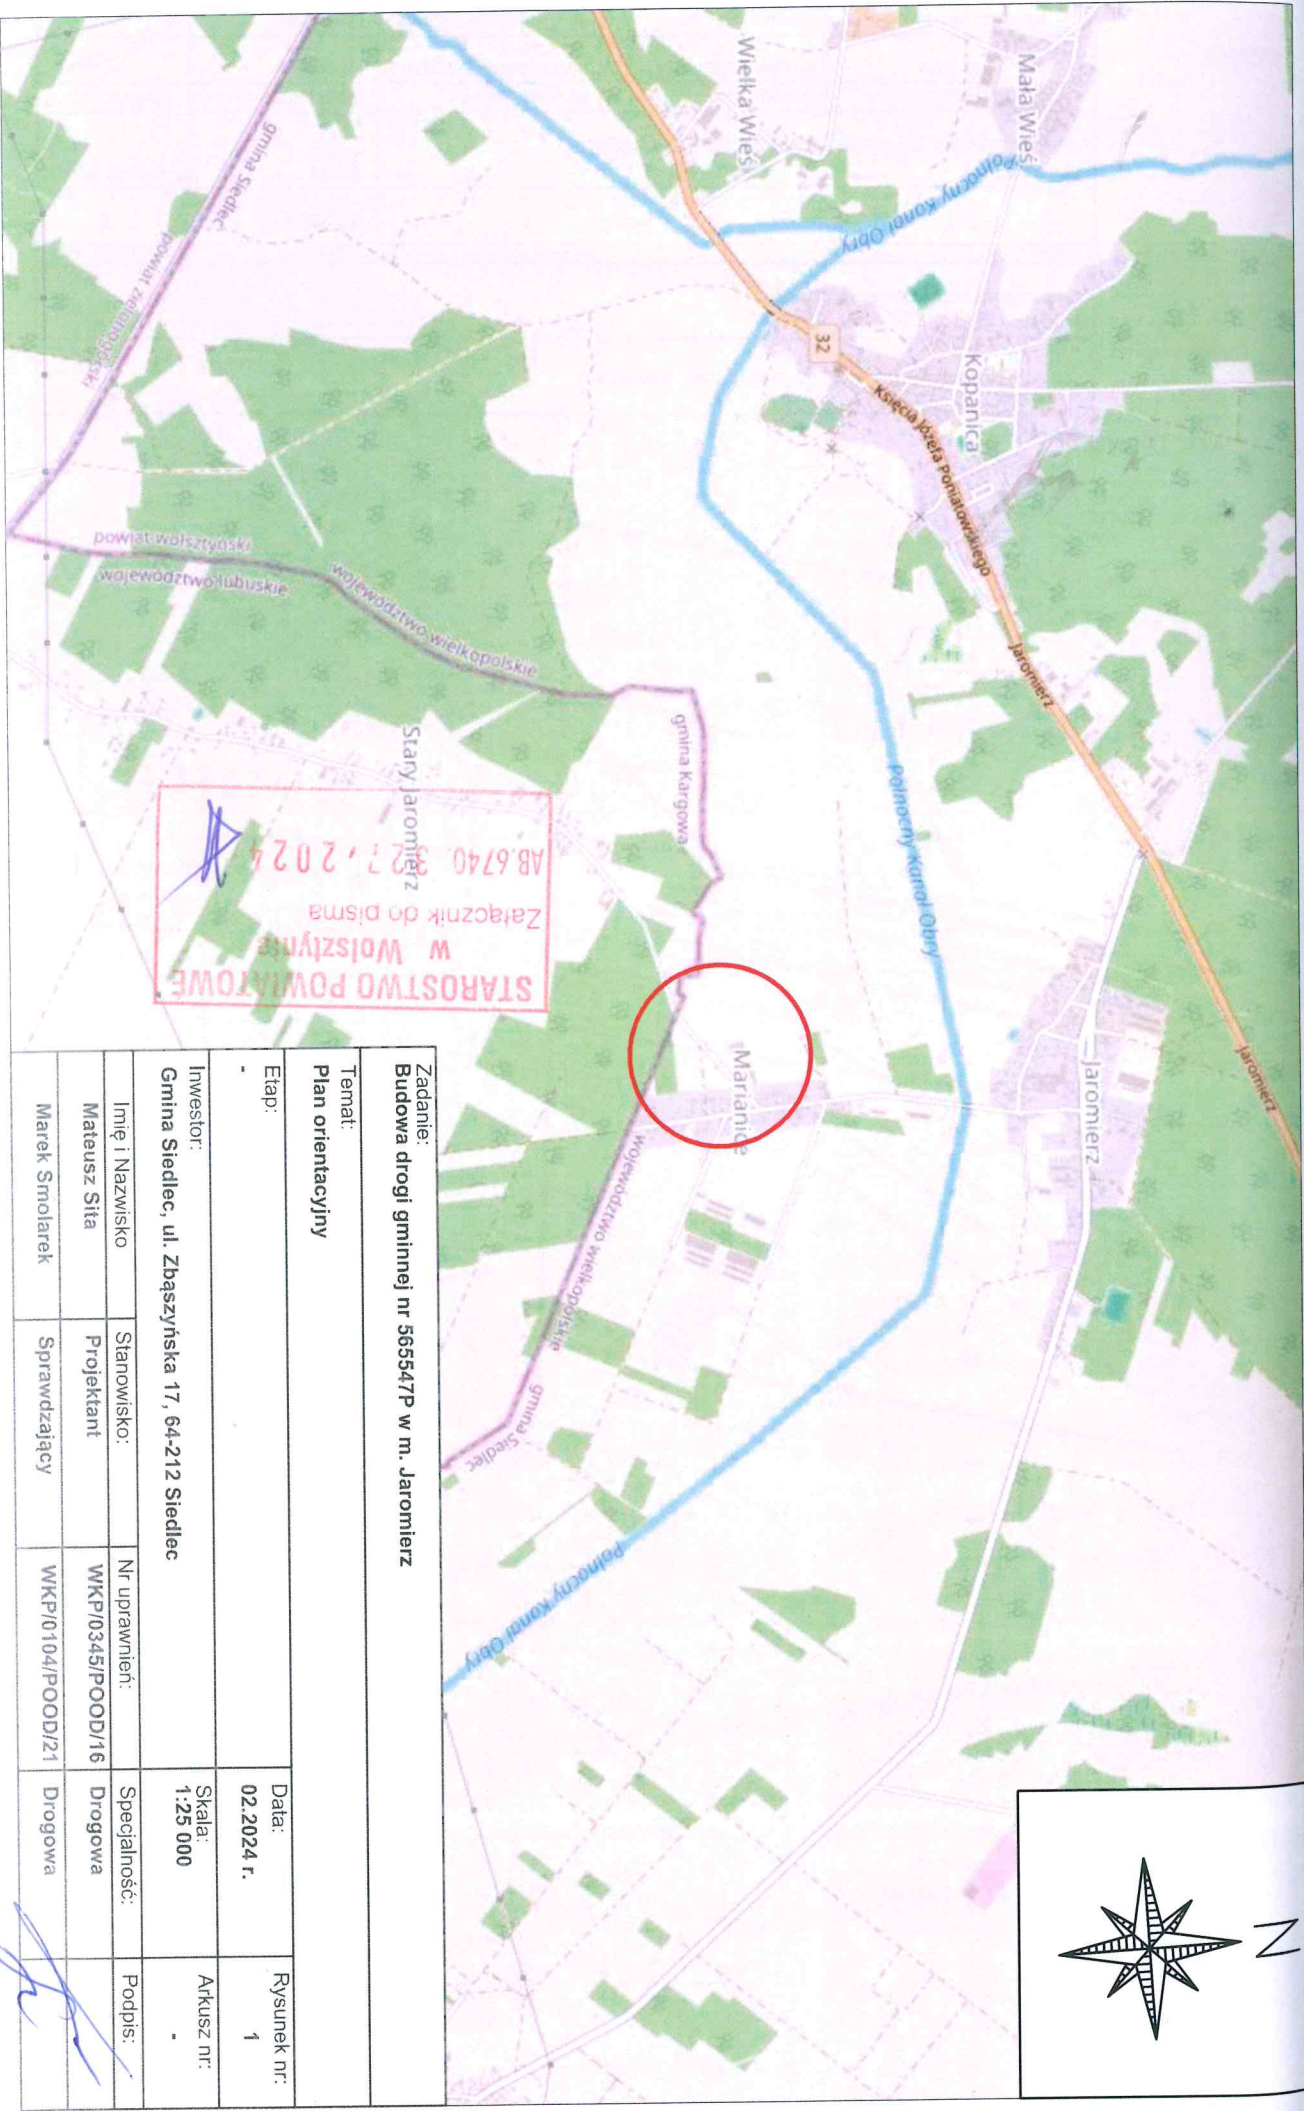 N
Mała Wieś
Wielka Wieś
Północny Kanał Obry
Kopanica
32
Księcia Józefa Poniatowskiego
Jaromierz
Jaromierz
Jaromierz
Północny Kanał Obry
Marianice
gmina Siedlec
powiat zielonogórski
powiat wolsztyński
województwo lubuskie
województwo wielkopolskie
gmina Kargowa
Stary Jaromierz
województwo wielkopolskie
gmina Siedlec
Północny Kanał Obry
STAROSTWO POWIATOWE
w Wolsztynie
Załącznik do pisma
AB.6740. 327.2024
Zadanie:
Budowa drogi gminnej nr 565547P w m. Jaromierz
Temat:
Plan orientacyjny
Etap:
-
Data:
02.2024 r.
Rysunek nr:
1
Inwestor:
Gmina Siedlec, ul. Zbąszyńska 17, 64-212 Siedlec
Skala:
1:25 000
Arkusz nr:
-
Imię i Nazwisko Stanowisko: Nr uprawnień: Specjalność: Podpis:
Mateusz Sita Projektant WKP/0345/POOD/16 Drogowa
Marek Smolarek Sprawdzający WKP/0104/POOD/21 Drogowa